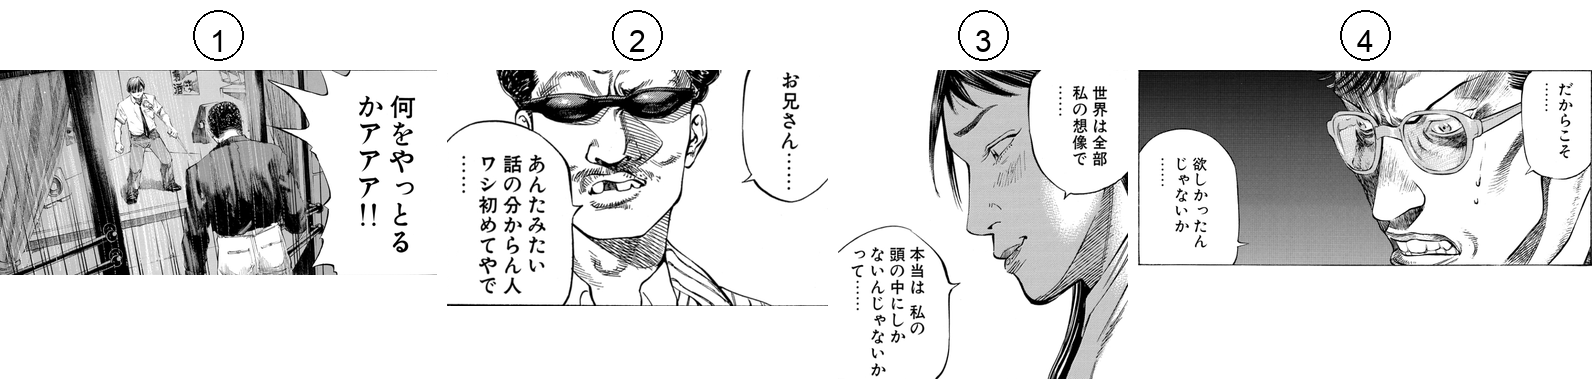 1
何をやっとる
かアアア!!
2
お兄さん……
あんたみたい
話の分からん人
ワシ初めてやで
……
3
世界は全部
私の想像で
……
本当は 私の
頭の中にしか
ないんじゃないか
って……
4
だからこそ
……
欲しかったん
じゃないか
……